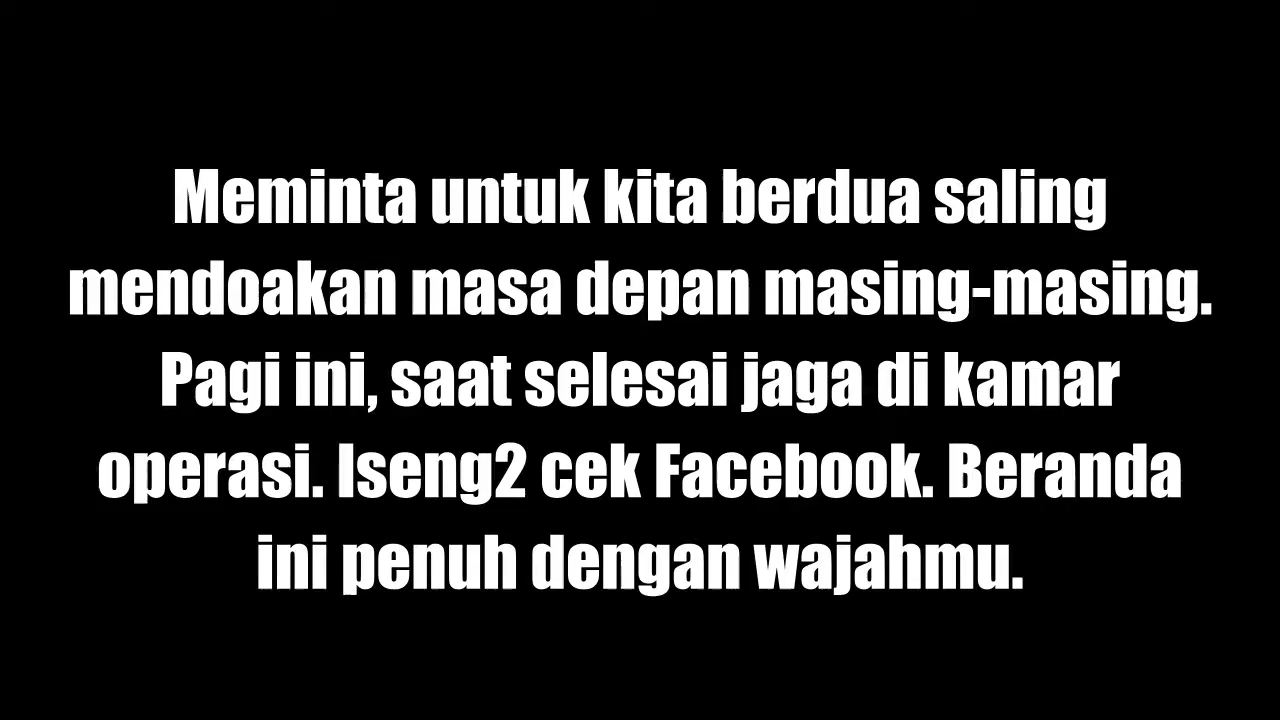 Meminta untuk kita berdua saling
mendoakan masa depan masing-masing.
Pagi ini, saat selesai jaga di kamar
operasi. Iseng2 cek Facebook. Beranda
ini penuh dengan wajahmu.